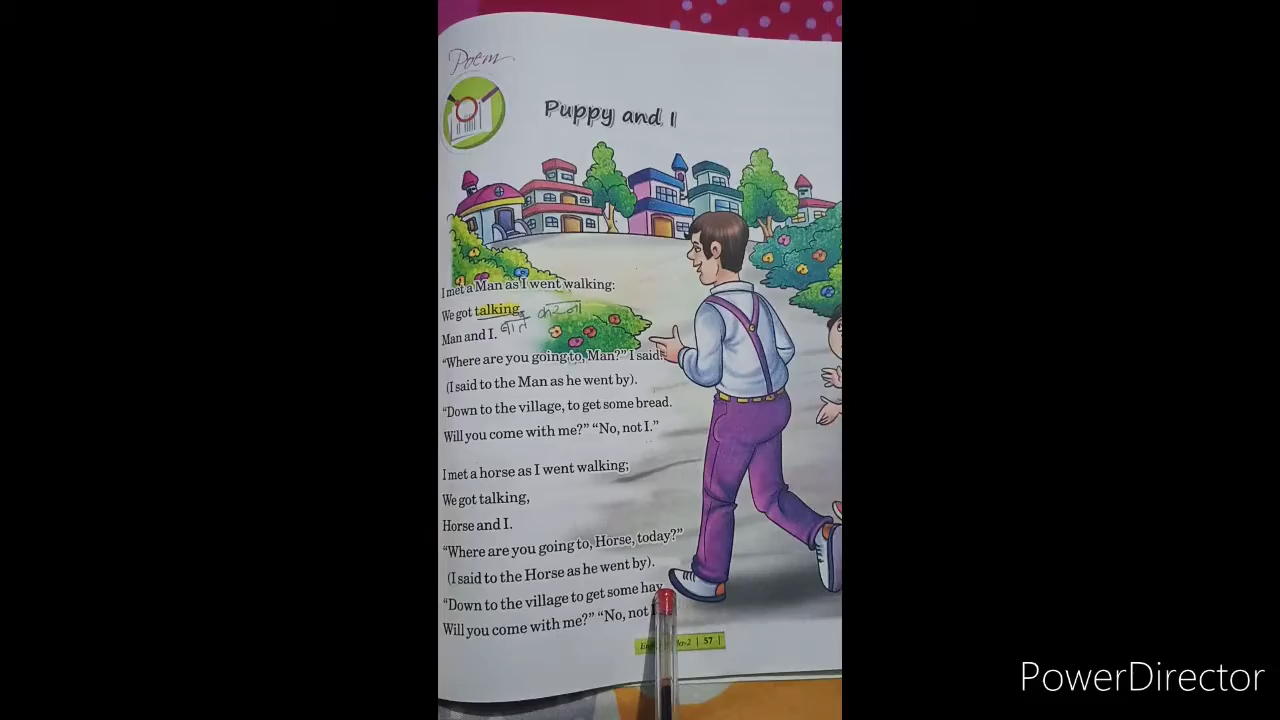 Poem
Puppy and I
I met a Man as I went walking:
We got talking,
बात करना
Man and I.
"Where are you going to, Man?" I said.
(I said to the Man as he went by).
"Down to the village, to get some bread.
Will you come with me?" "No, not I."
I met a horse as I went walking;
We got talking,
Horse and I.
"Where are you going to, Horse, today?"
(I said to the Horse as he went by).
"Down to the village to get some hay
Will you come with me?" "No, not
57
PowerDirector